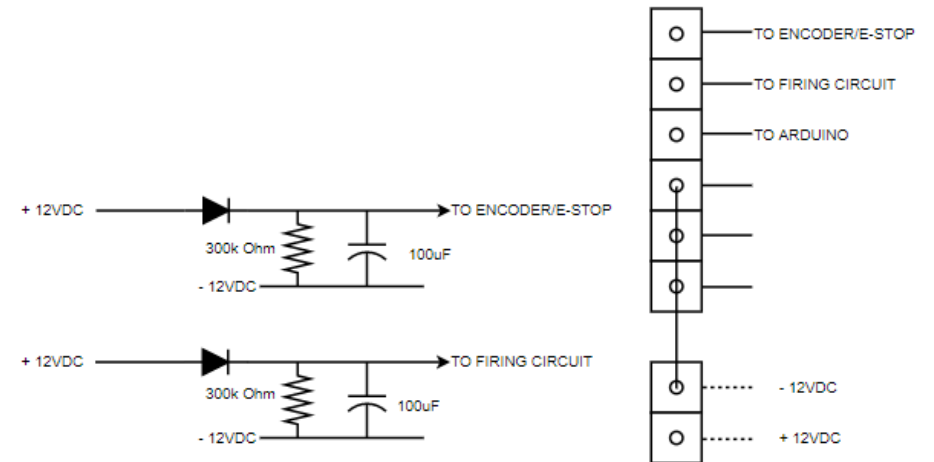 TO ENCODER/E-STOP
TO FIRING CIRCUIT
TO ARDUINO
+ 12VDC
TO ENCODER/E-STOP
300k Ohm
100uF
- 12VDC
+ 12VDC
TO FIRING CIRCUIT
300k Ohm
100uF
- 12VDC
- 12VDC
+ 12VDC